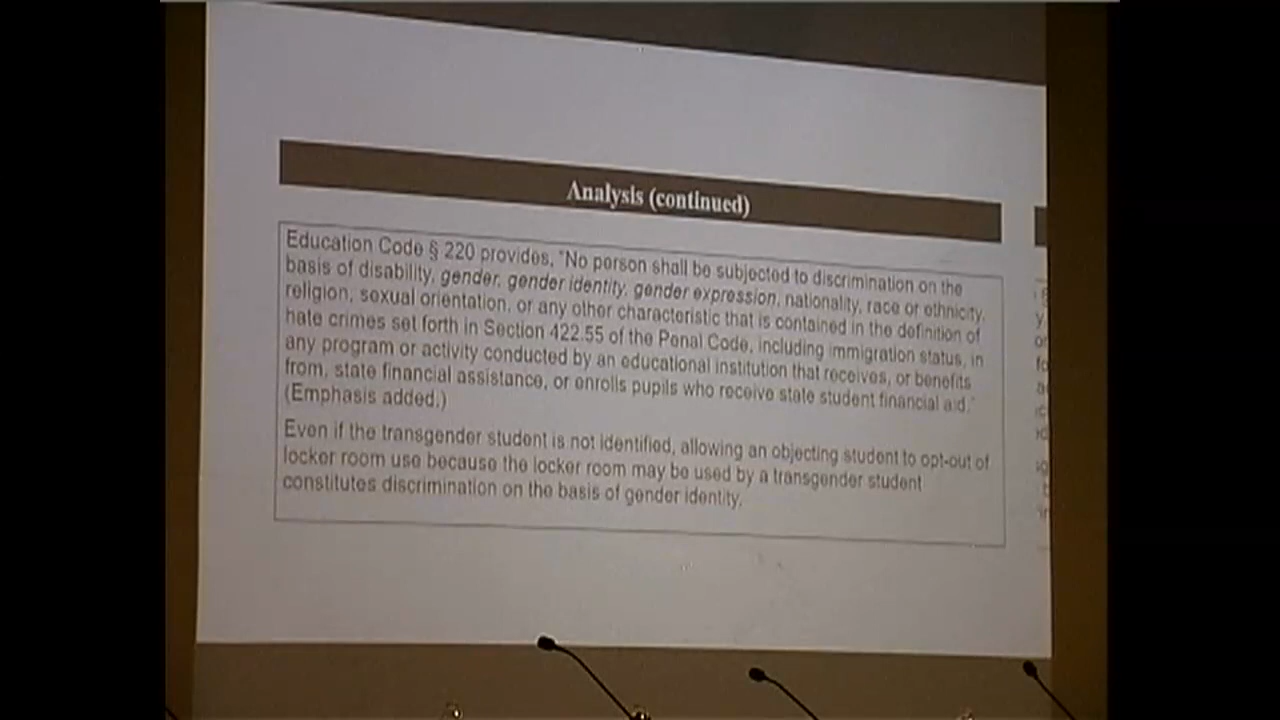 Analysis (continued)
Education Code § 220 provides, "No person shall be subjected to discrimination on the
basis of disability, gender, gender identity, gender expression, nationality, race or ethnicity,
religion, sexual orientation, or any other characteristic that is contained in the definition of
hate crimes set forth in Section 422.55 of the Penal Code, including immigration status, in
any program or activity conducted by an educational institution that receives, or benefits
from, state financial assistance, or enrolls pupils who receive state student financial aid."
(Emphasis added.)
Even if the transgender student is not identified, allowing an objecting student to opt-out of
locker room use because the locker room may be used by a transgender student
constitutes discrimination on the basis of gender identity.